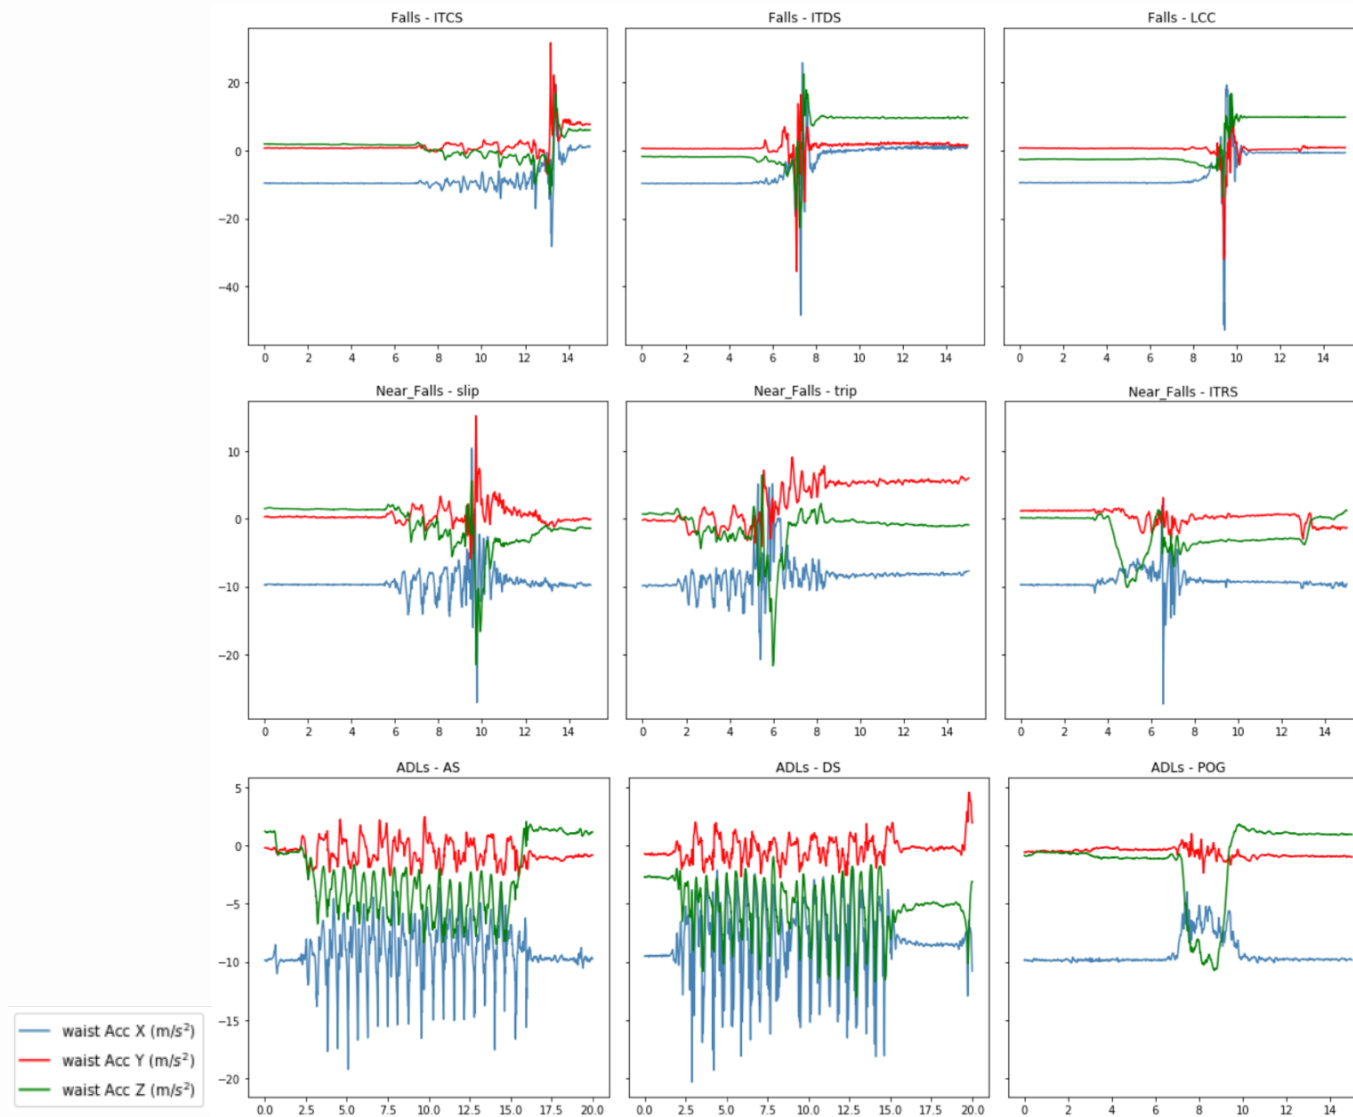 Falls - ITCS
Falls - ITDS
Falls - LCC
20
0
−20
−40
0 2 4 6 8 10 12 14
0 2 4 6 8 10 12 14
0 2 4 6 8 10 12 14
Near_Falls - slip
Near_Falls - trip
Near_Falls - ITRS
10
0
−10
−20
0 2 4 6 8 10 12 14
0 2 4 6 8 10 12 14
0 2 4 6 8 10 12 14
ADLs - AS
ADLs - DS
ADLs - POG
5
0
−5
−10
−15
−20
0.0 2.5 5.0 7.5 10.0 12.5 15.0 17.5 20.0
0.0 2.5 5.0 7.5 10.0 12.5 15.0 17.5 20.0
0 2 4 6 8 10 12 14
waist Acc X (m/s²)
waist Acc Y (m/s²)
waist Acc Z (m/s²)